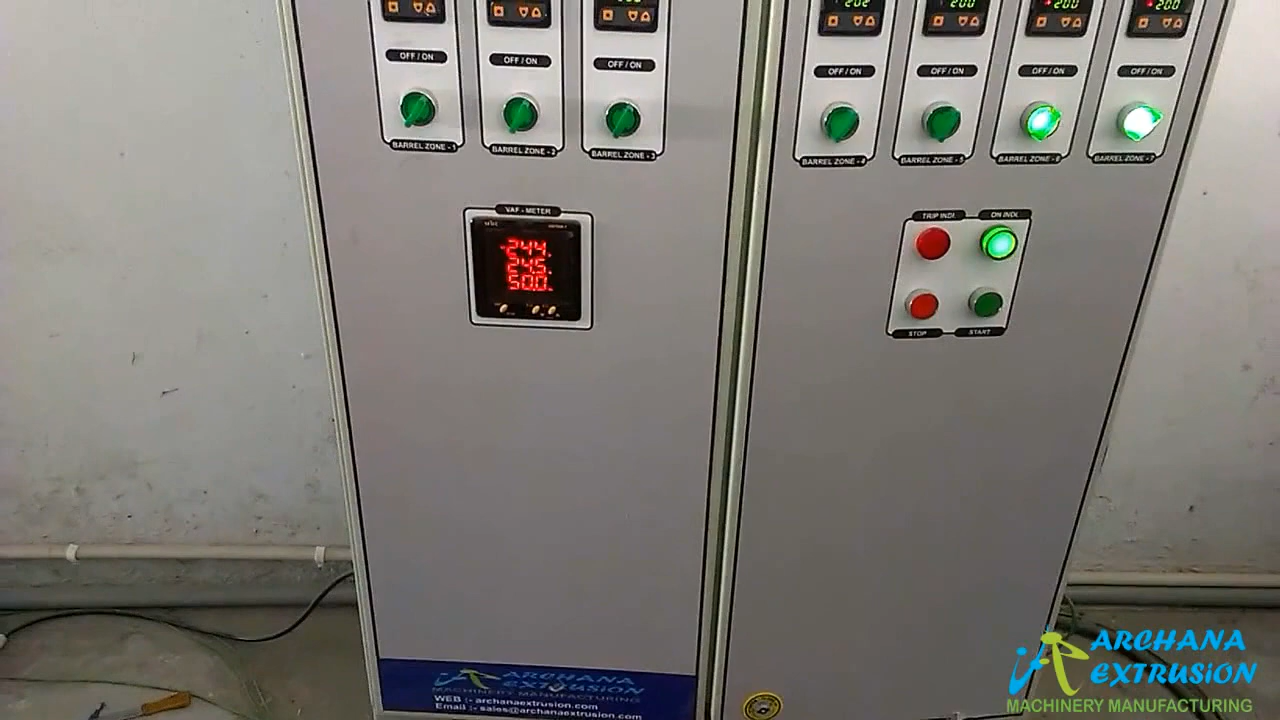 202
200
200
200
OFF / ON
OFF / ON
OFF / ON
OFF / ON
OFF / ON
OFF / ON
OFF / ON
BARREL ZONE - 1
BARREL ZONE - 2
BARREL ZONE - 3
BARREL ZONE - 4
BARREL ZONE - 5
BARREL ZONE - 6
BARREL ZONE - 7
VAF - METER
244.
24.5.
50.0.
TRIP INDI.
ON INDI.
STOP
START
ARCHANA
EXTRUSION
MACHINERY MANUFACTURING
WEB :- archanaextrusion.com
Email :- sales@archanaextrusion.com
ARCHANA
EXTRUSION
MACHINERY MANUFACTURING